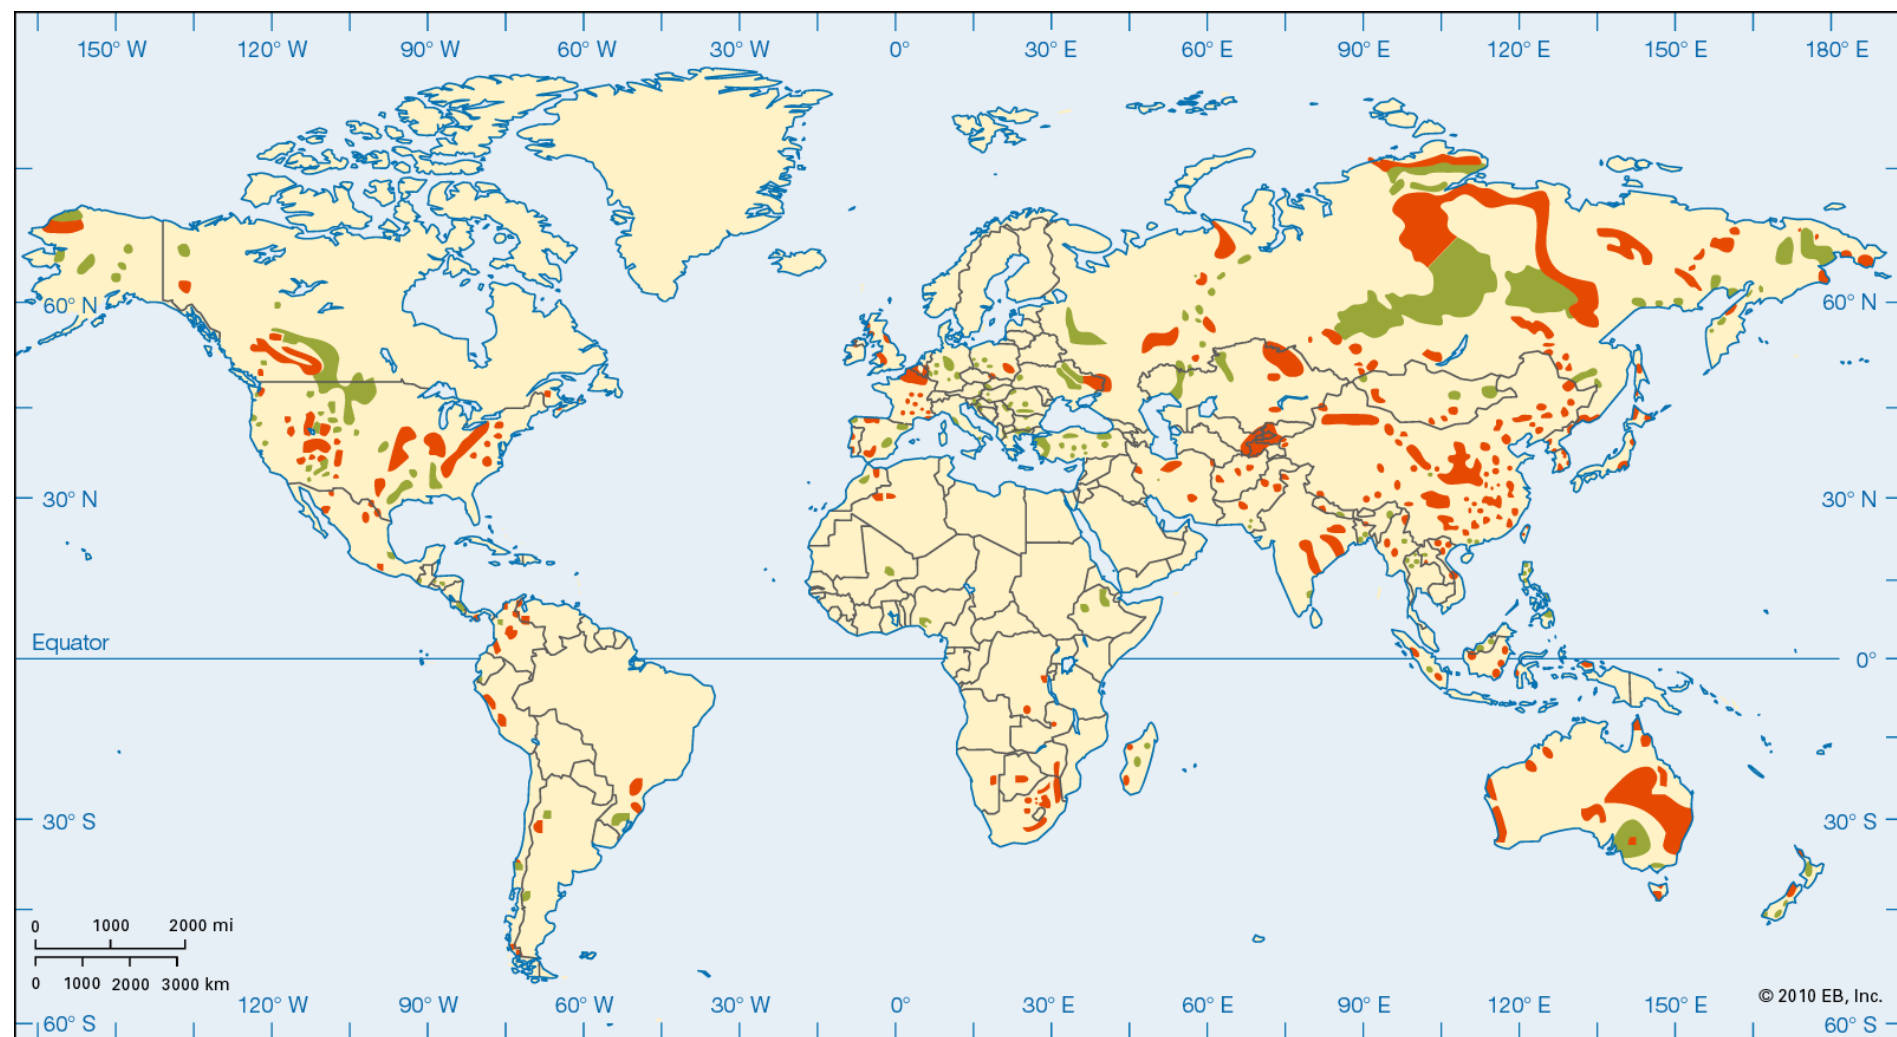 150° W 120° W 90° W 60° W 30° W 0° 30° E 60° E 90° E 120° E 150° E 180° E
60° N 60° N
30° N 30° N
Equator 0°
30° S 30° S
0 1000 2000 mi
0 1000 2000 3000 km
© 2010 EB, Inc.
120° W 90° W 60° W 30° W 0° 30° E 60° E 90° E 120° E 150° E
60° S 60° S